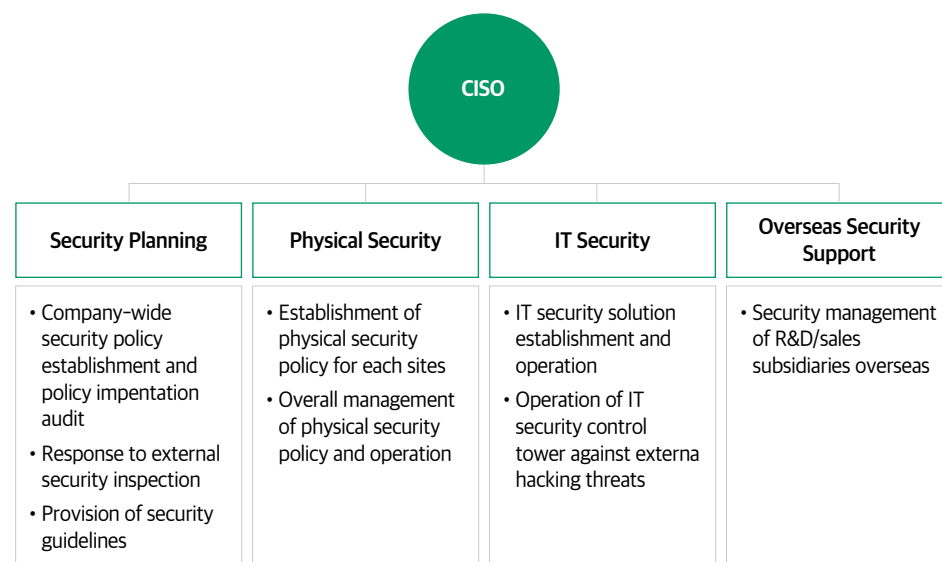 CISO
Security Planning
• Company-wide
security policy
establishment and
policy impentation
audit
• Response to external
security inspection
• Provision of security
guidelines
Physical Security
• Establishment of
physical security
policy for each sites
• Overall management
of physical security
policy and operation
IT Security
• IT security solution
establishment and
operation
• Operation of IT
security control
tower against externa
hacking threats
Overseas Security
Support
• Security management
of R&D/sales
subsidiaries overseas